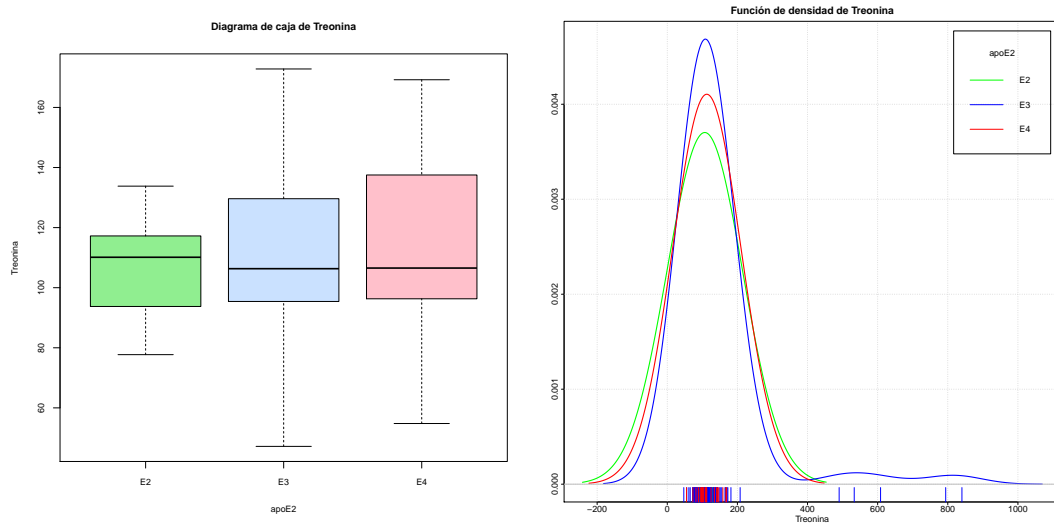 Diagrama de caja de Treonina
Treonina
60
80
100
120
140
160
E2
E3
E4
apoE2
Función de densidad de Treonina
apoE2
E2
E3
E4
0.000
0.001
0.002
0.003
0.004
−200
0
200
400
600
800
1000
Treonina